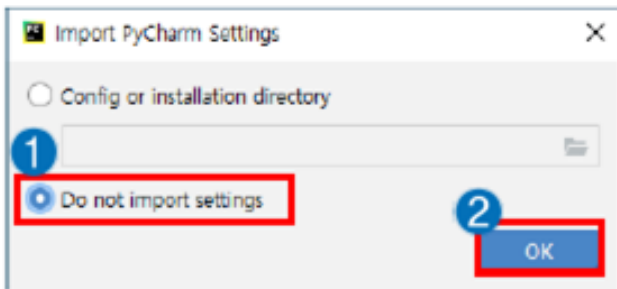 Import PyCharm Settings
Config or installation directory
1
Do not import settings
2
OK